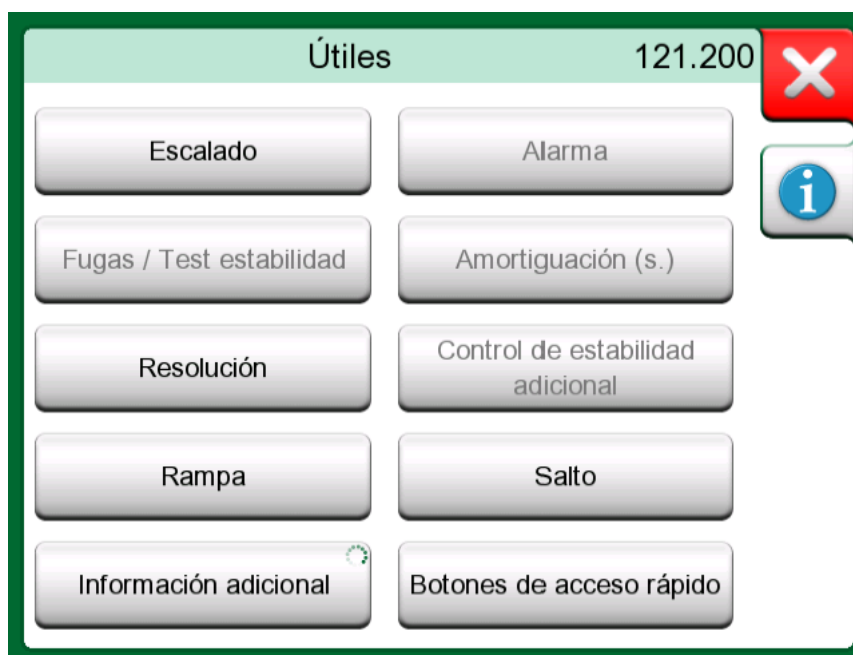 Útiles 121.200
Escalado
Alarma
Fugas / Test estabilidad
Amortiguación (s.)
Resolución
Control de estabilidad
adicional
Rampa
Salto
Información adicional
Botones de acceso rápido